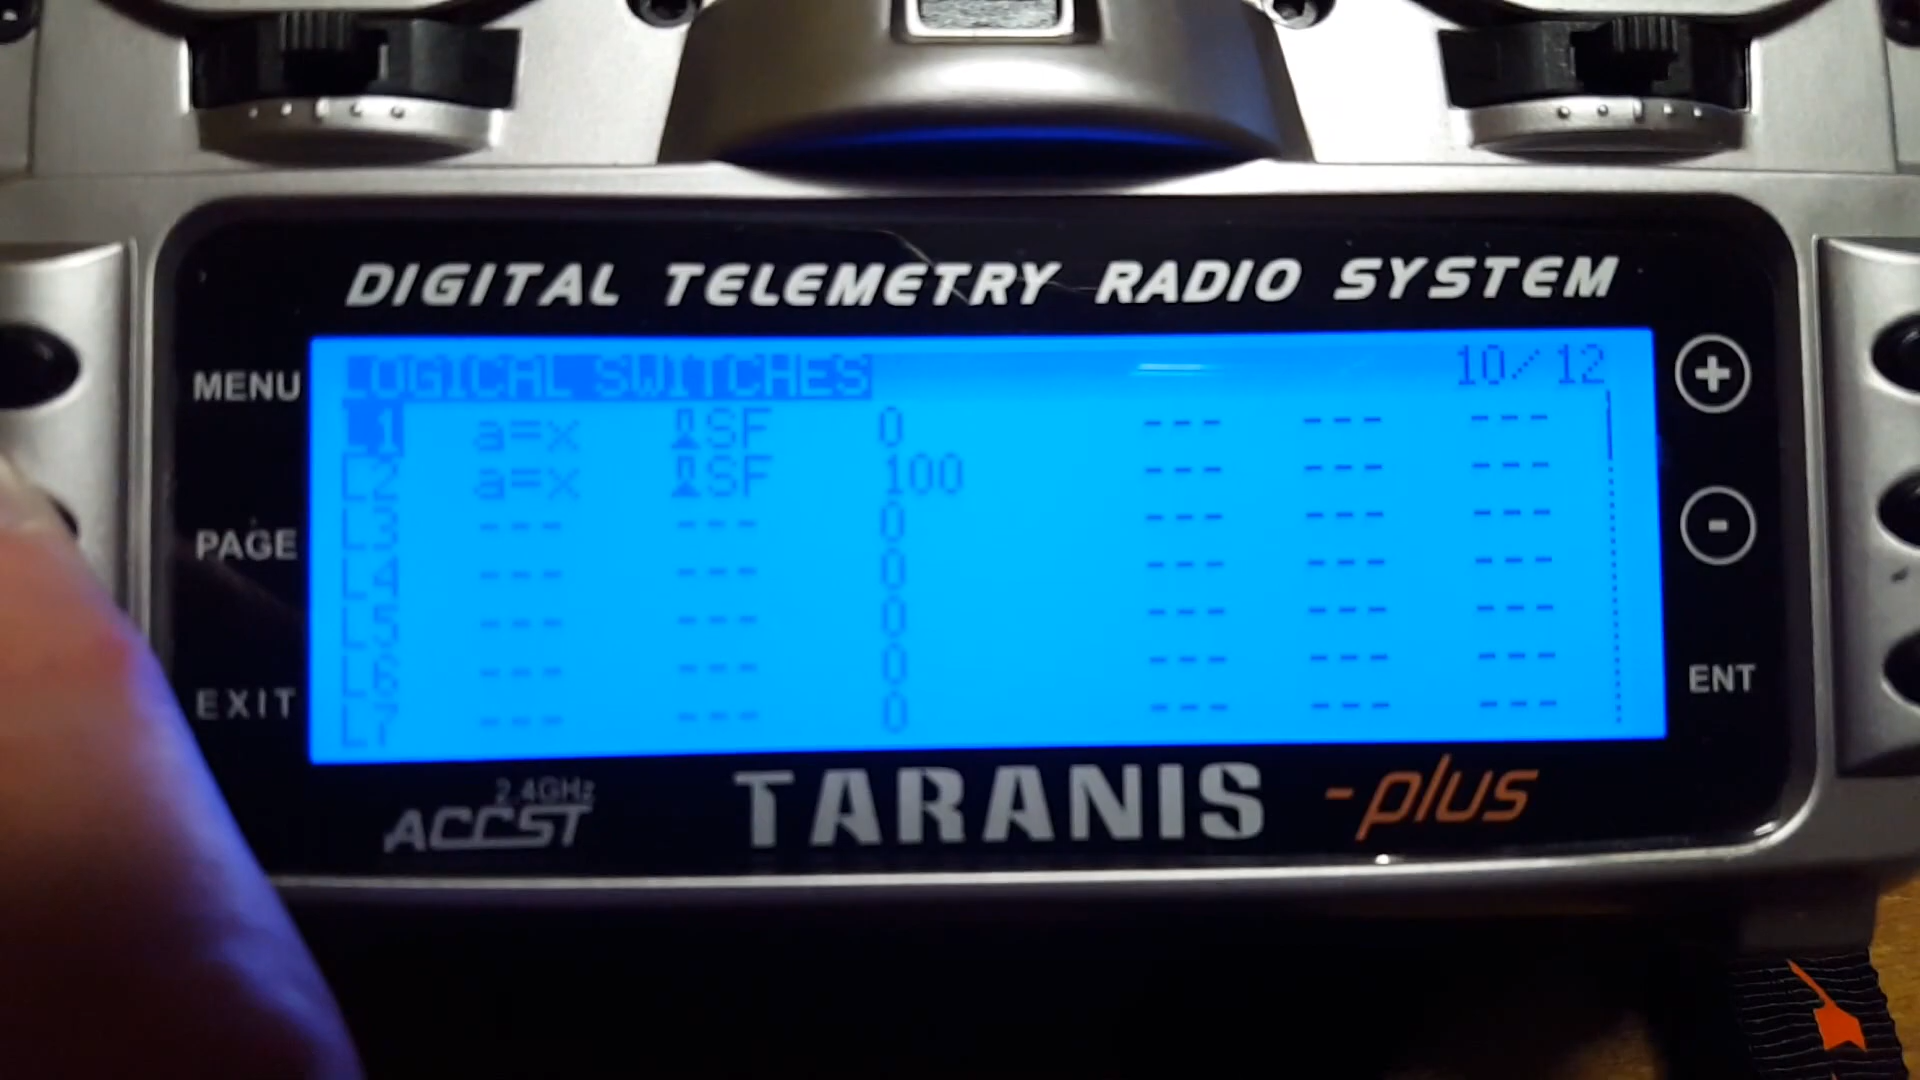 DIGITAL TELEMETRY RADIO SYSTEM
LOGICAL SWITCHES 10/12
MENU
L1 a=x SF 0 --- --- ---
L2 a=x SF 100 --- --- ---
L3 --- --- 0 --- --- ---
PAGE
L4 --- --- 0 --- --- ---
L5 --- --- 0 --- --- ---
L6 --- --- 0 --- --- ---
EXIT ENT
L7 --- --- 0 --- --- ---
+
-
2.4GHz
ACCST TARANIS -plus